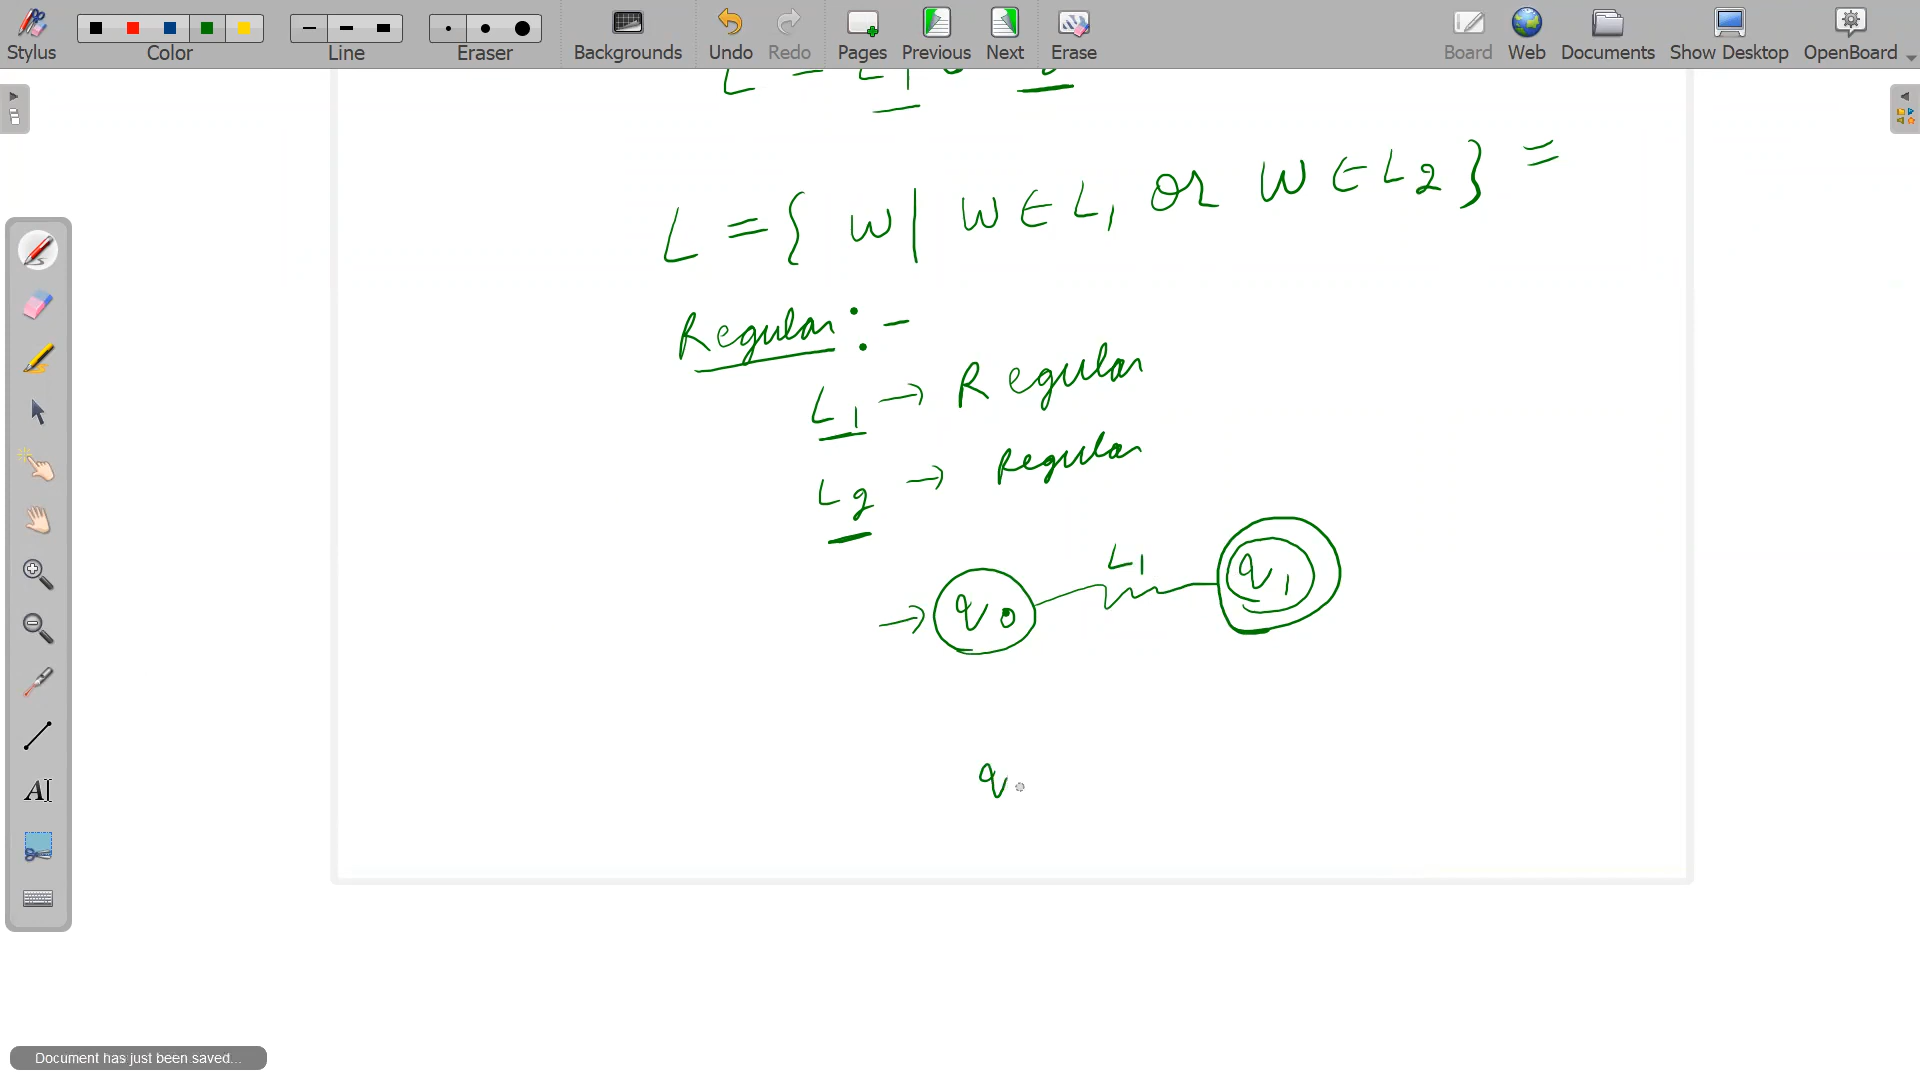 Stylus Color Line Eraser Backgrounds Undo Redo Pages Previous Next Erase Board Web Documents Show Desktop OpenBoard
L = { w | w ∈ L1 or w ∈ L2 } =
Regular :-
L1 → Regular
L2 → Regular
L1
→ q0 q1
q
AI
Document has just been saved...